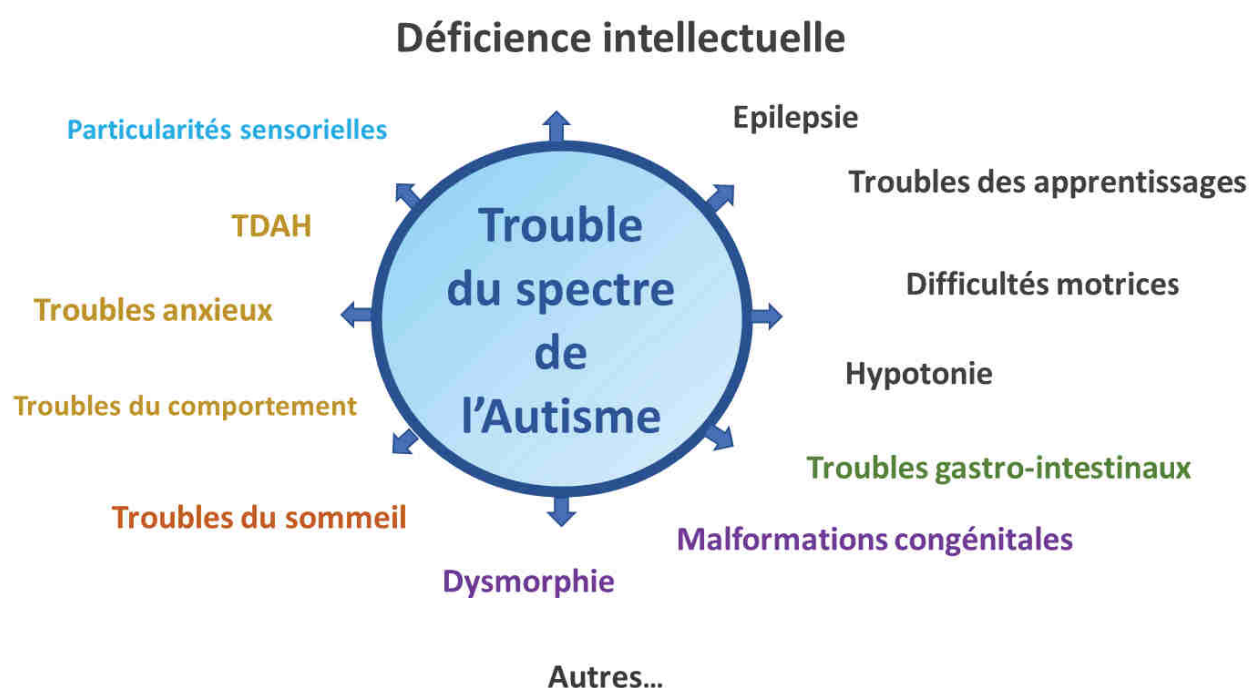 Déficience intellectuelle
Particularités sensorielles
Epilepsie
Troubles des apprentissages
TDAH
Trouble
du spectre
de
l’Autisme
Difficultés motrices
Troubles anxieux
Hypotonie
Troubles du comportement
Troubles gastro-intestinaux
Troubles du sommeil
Malformations congénitales
Dysmorphie
Autres...